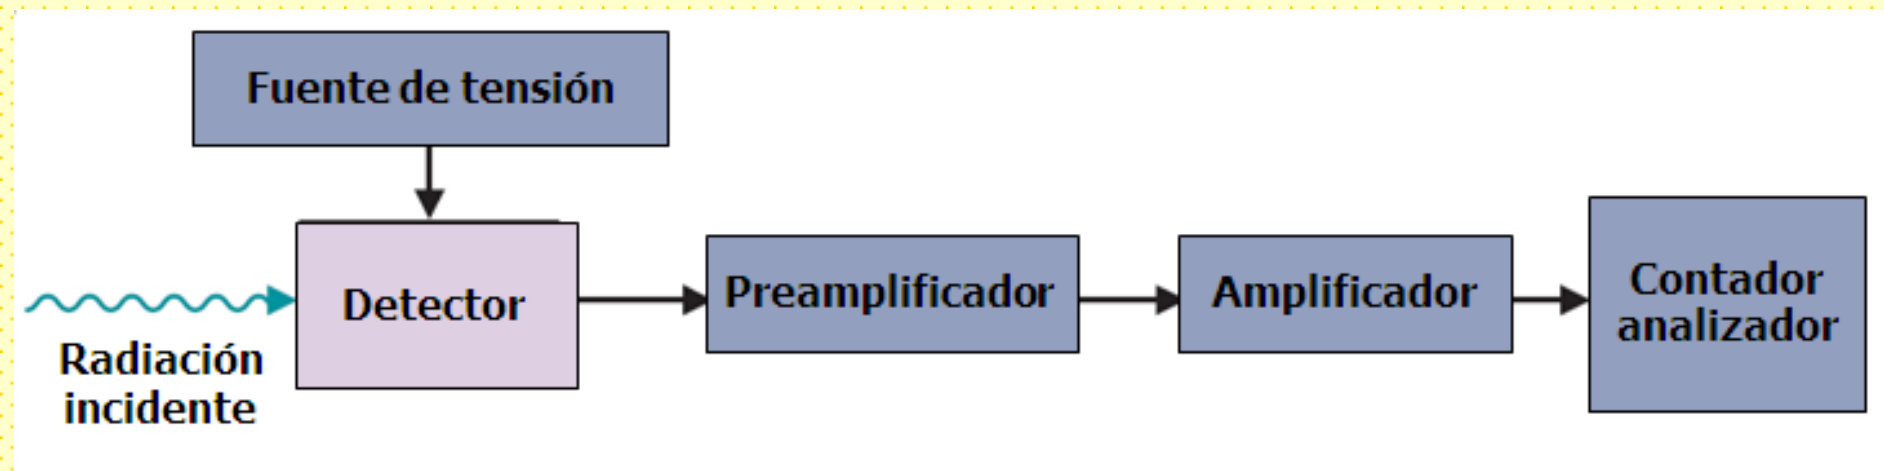 Fuente de tensión
Detector
Preamplificador
Amplificador
Contador
analizador
Radiación
incidente